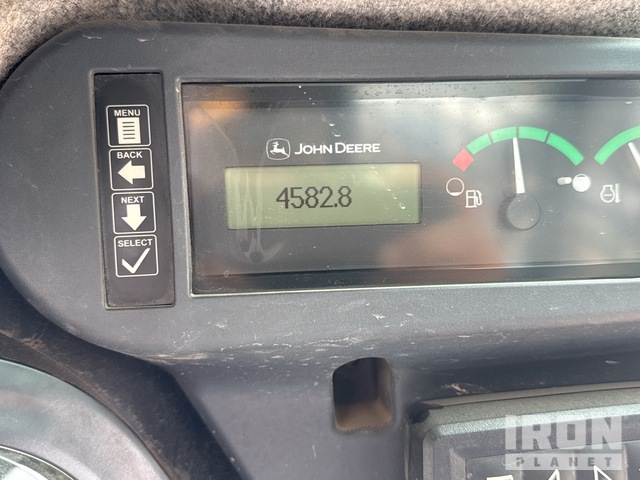 MENU
BACK
NEXT
SELECT
JOHN DEERE
4582.8
IRON
PLANET